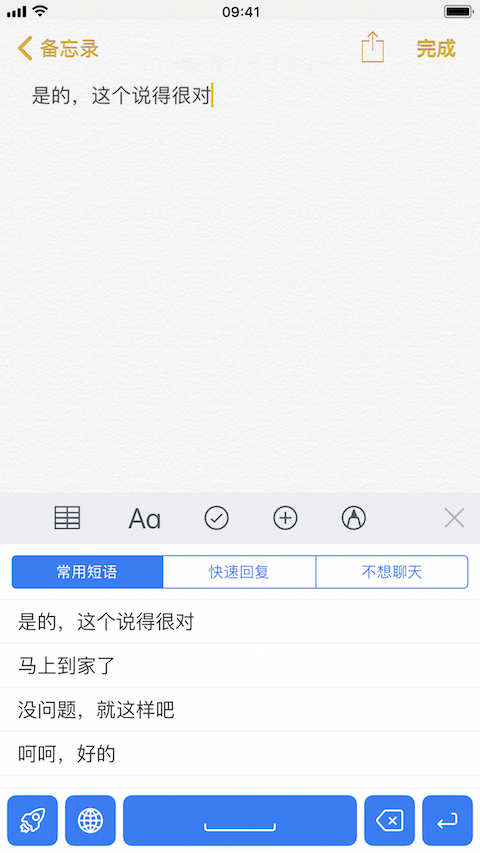 09:41
备忘录
完成
是的，这个说得很对
Aa
常用短语
快速回复
不想聊天
是的，这个说得很对
马上到家了
没问题，就这样吧
呵呵，好的